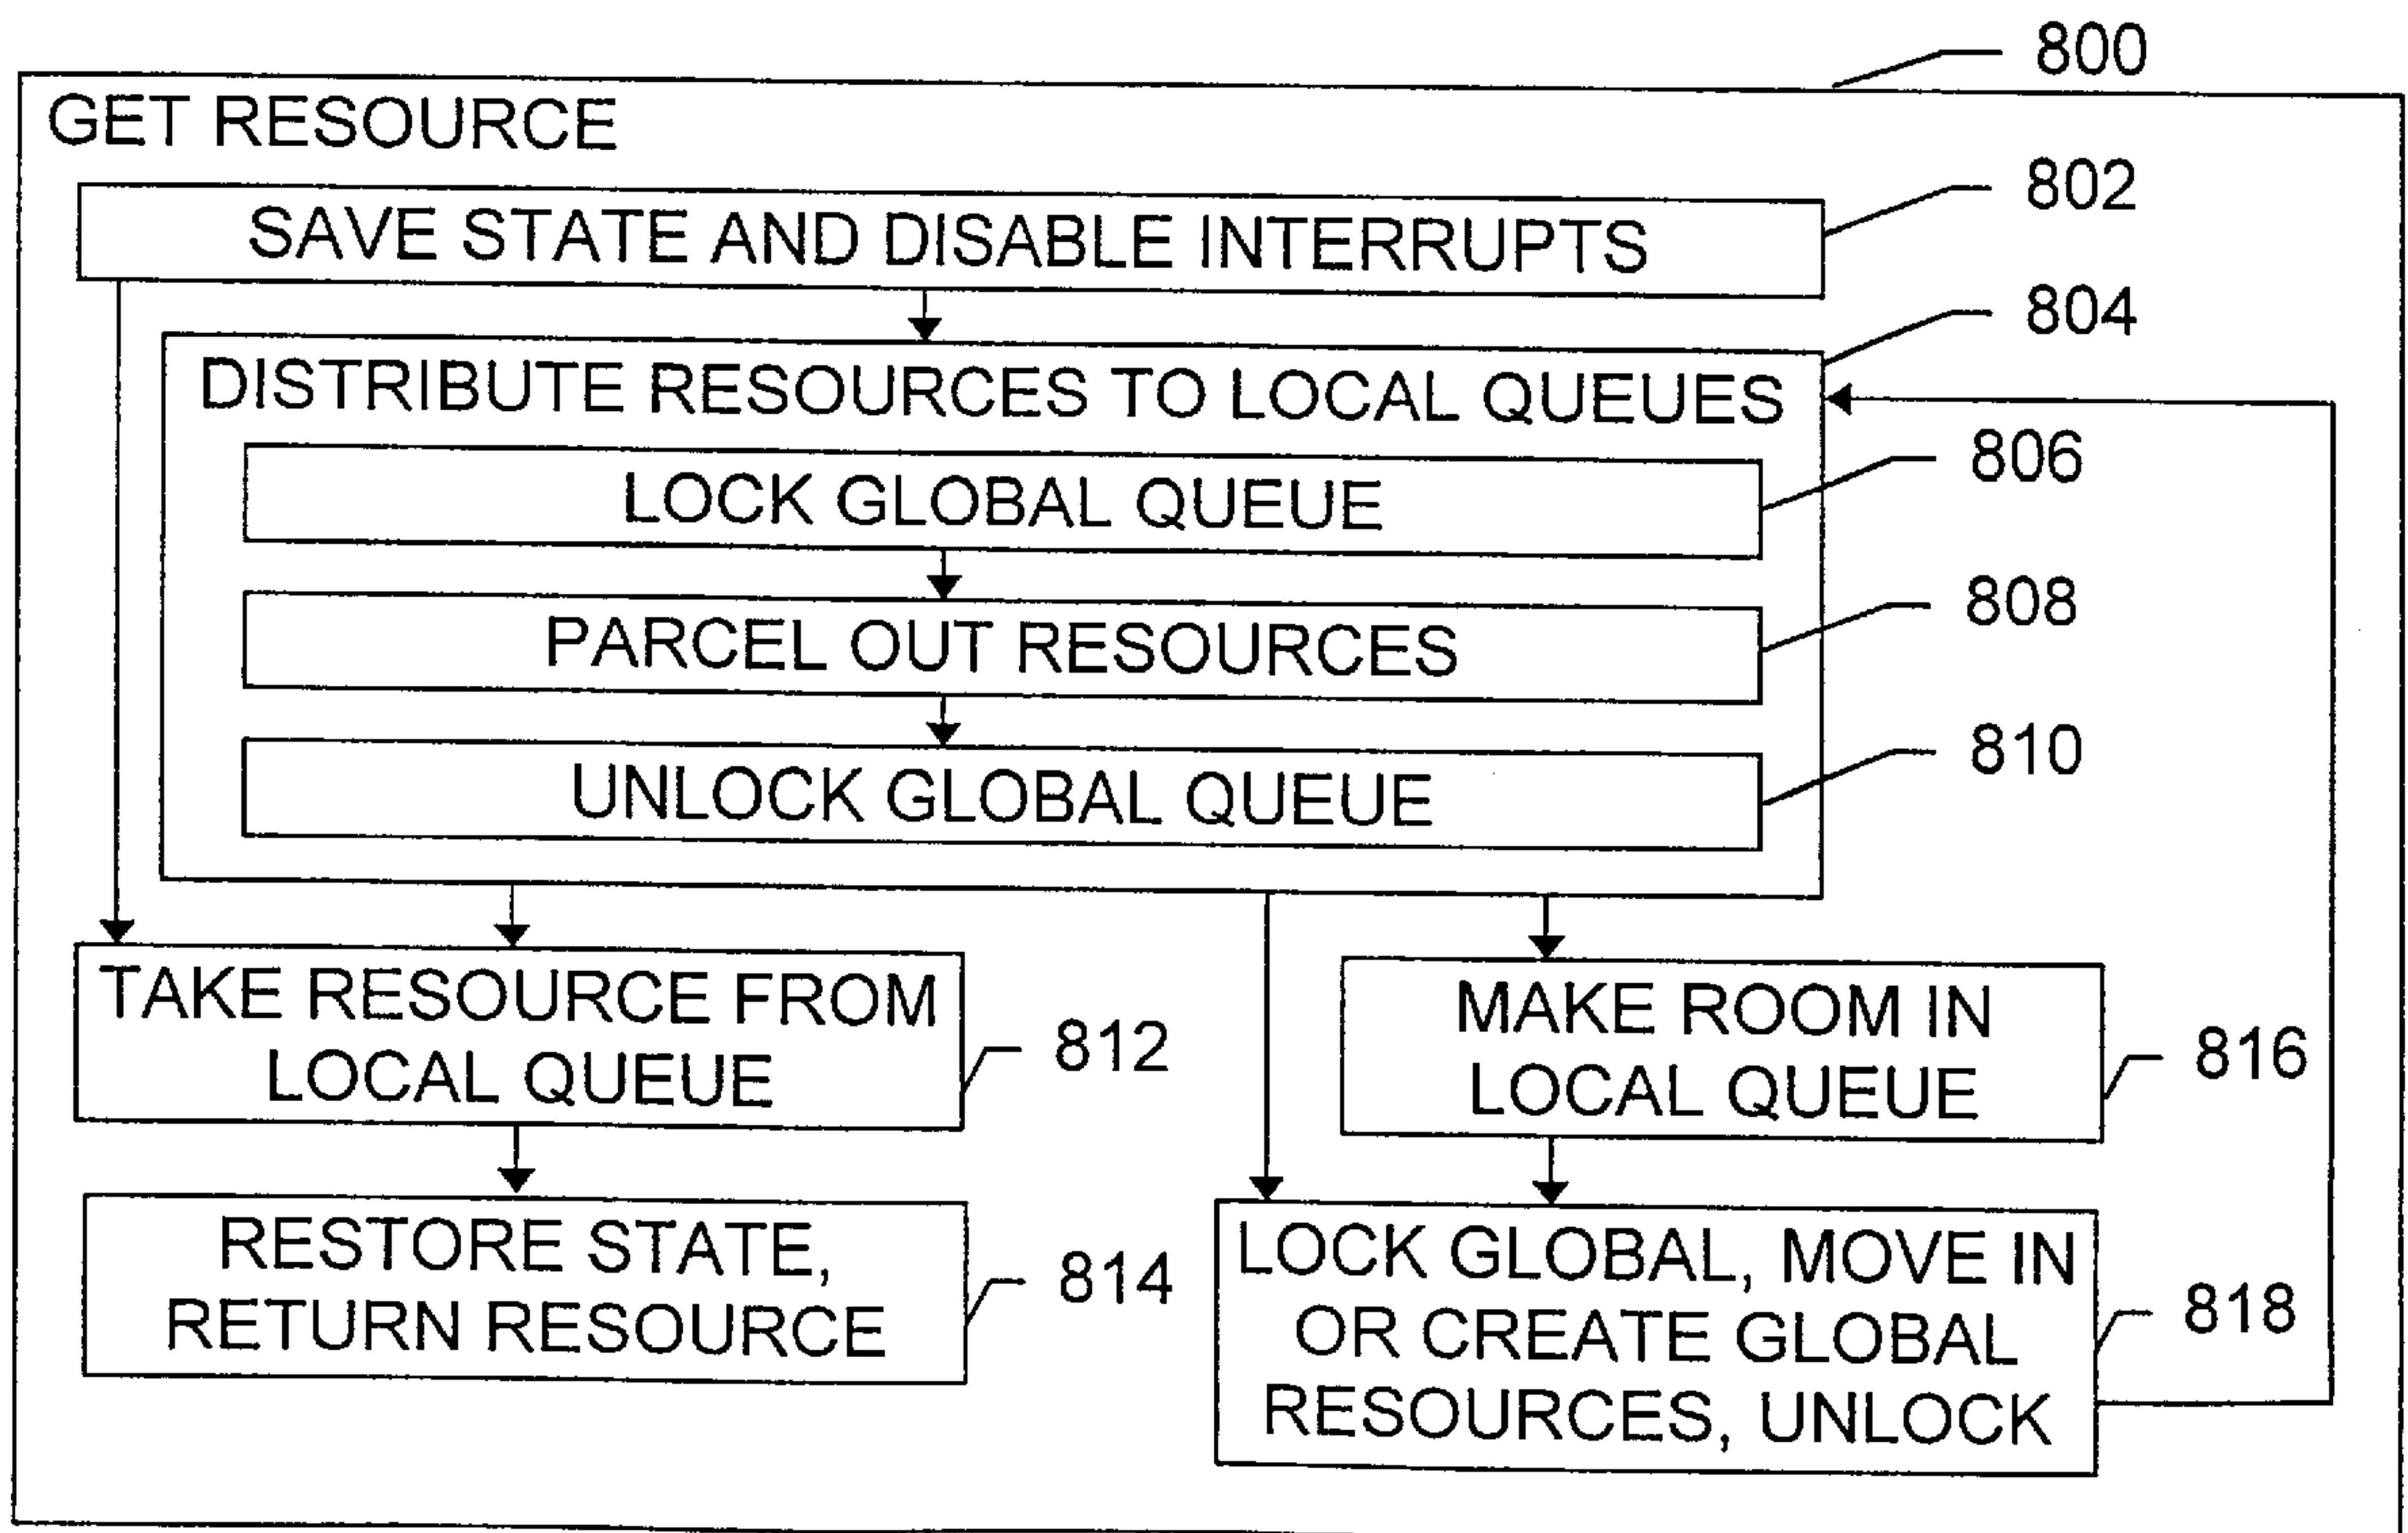 800
GET RESOURCE
802
SAVE STATE AND DISABLE INTERRUPTS
804
DISTRIBUTE RESOURCES TO LOCAL QUEUES
806
LOCK GLOBAL QUEUE
808
PARCEL OUT RESOURCES
810
UNLOCK GLOBAL QUEUE
TAKE RESOURCE FROM
LOCAL QUEUE
812
MAKE ROOM IN
LOCAL QUEUE
816
RESTORE STATE,
RETURN RESOURCE
814
LOCK GLOBAL, MOVE IN
OR CREATE GLOBAL
RESOURCES, UNLOCK
818